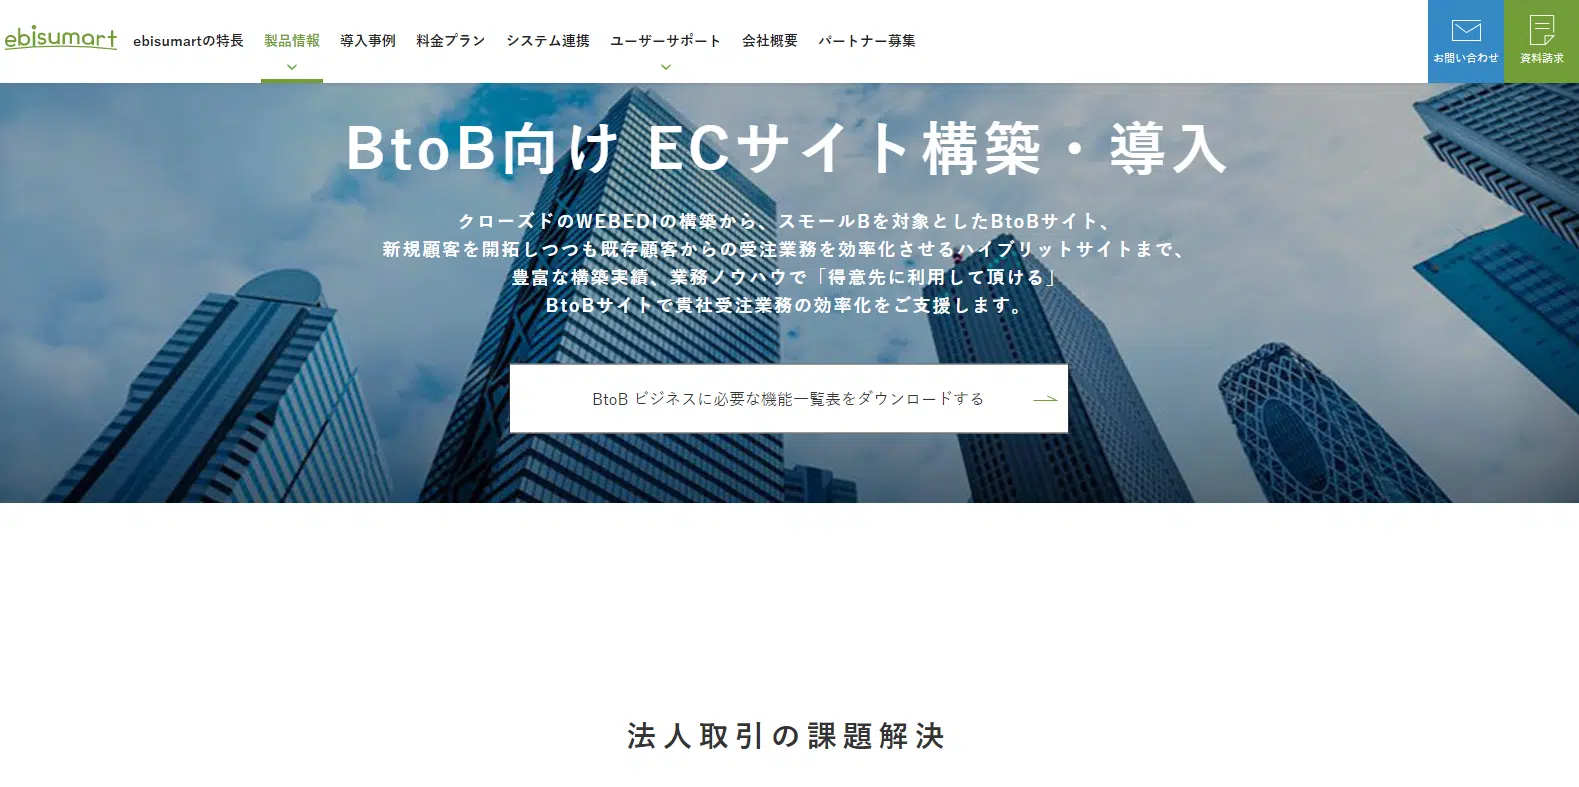 ebisumart
ebisumartの特長
製品情報
導入事例
料金プラン
システム連携
ユーザーサポート
会社概要
パートナー募集
お問い合わせ
資料請求
BtoB向け ECサイト構築・導入
クローズドのWEBEDIの構築から、スモールBを対象としたBtoBサイト、
新規顧客を開拓しつつも既存顧客からの受注業務を効率化させるハイブリットサイトまで、
豊富な構築実績、業務ノウハウで「得意先に利用して頂ける」
BtoBサイトで貴社受注業務の効率化をご支援します。
BtoB ビジネスに必要な機能一覧表をダウンロードする
法人取引の課題解決